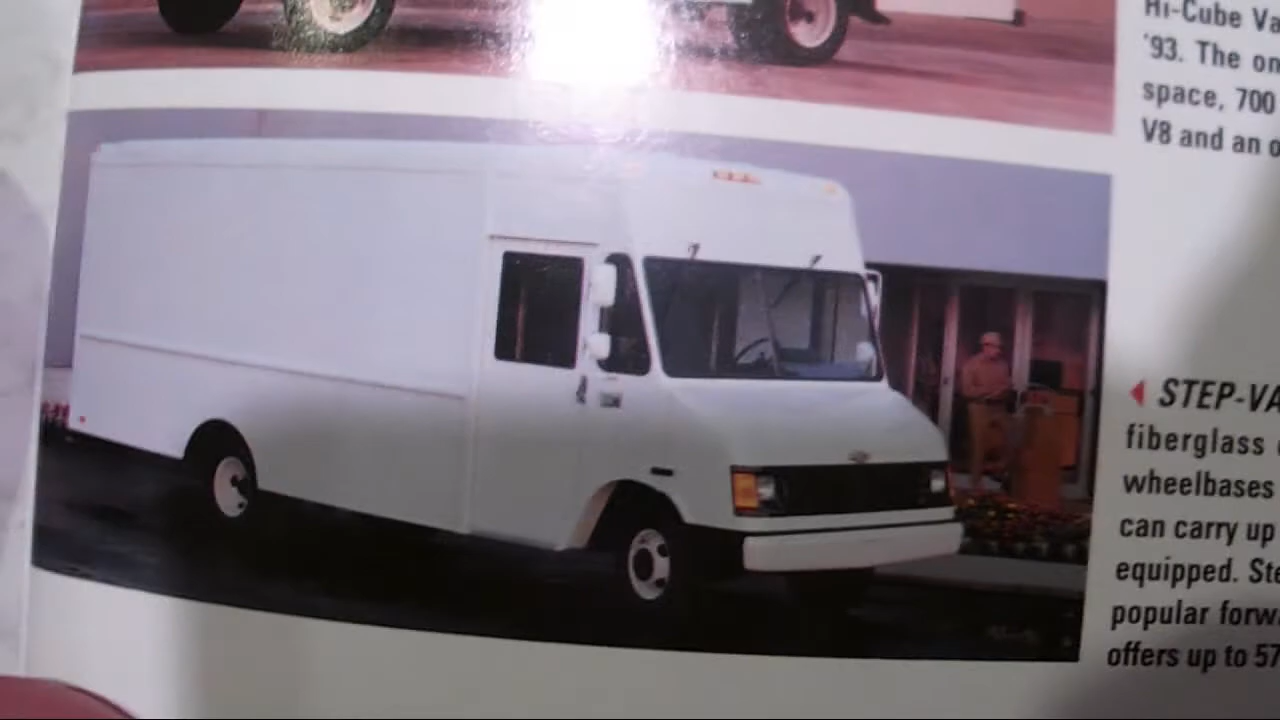 Hi-Cube Va
'93. The on
space, 700
V8 and an o
STEP-VA
fiberglass
wheelbases
can carry up
equipped. Ste
popular forw
offers up to 57